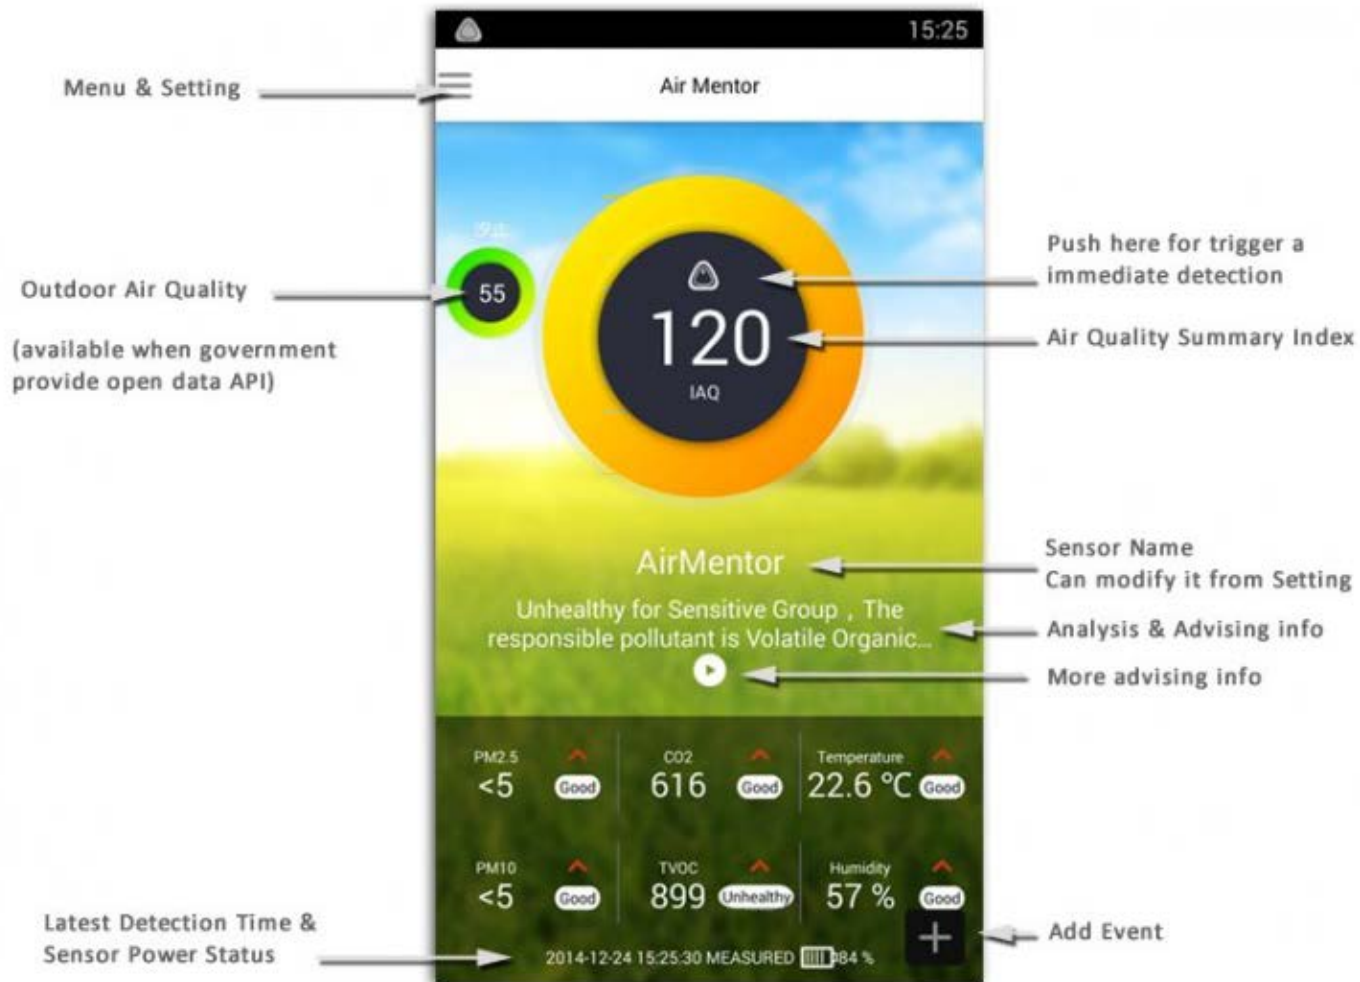 15:25
Menu & Setting
Air Mentor
Push here for trigger a
immediate detection
Outdoor Air Quality
55
(available when government
provide open data API)
120
IAQ
Air Quality Summary Index
AirMentor
Sensor Name
Can modify it from Setting
Unhealthy for Sensitive Group , The
responsible pollutant is Volatile Organic...
Analysis & Advising info
More advising info
PM2.5
<5
Good
CO2
616
Good
Temperature
22.6 °C
Good
PM10
<5
Good
TVOC
899
Unhealthy
Humidity
57 %
Good
Latest Detection Time &
Sensor Power Status
2014-12-24 15:25:30 MEASURED 84 %
Add Event